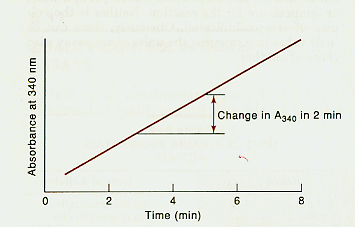 Absorbance at 340 nm
Change in A340 in 2 min
0 2 4 6 8
Time (min)